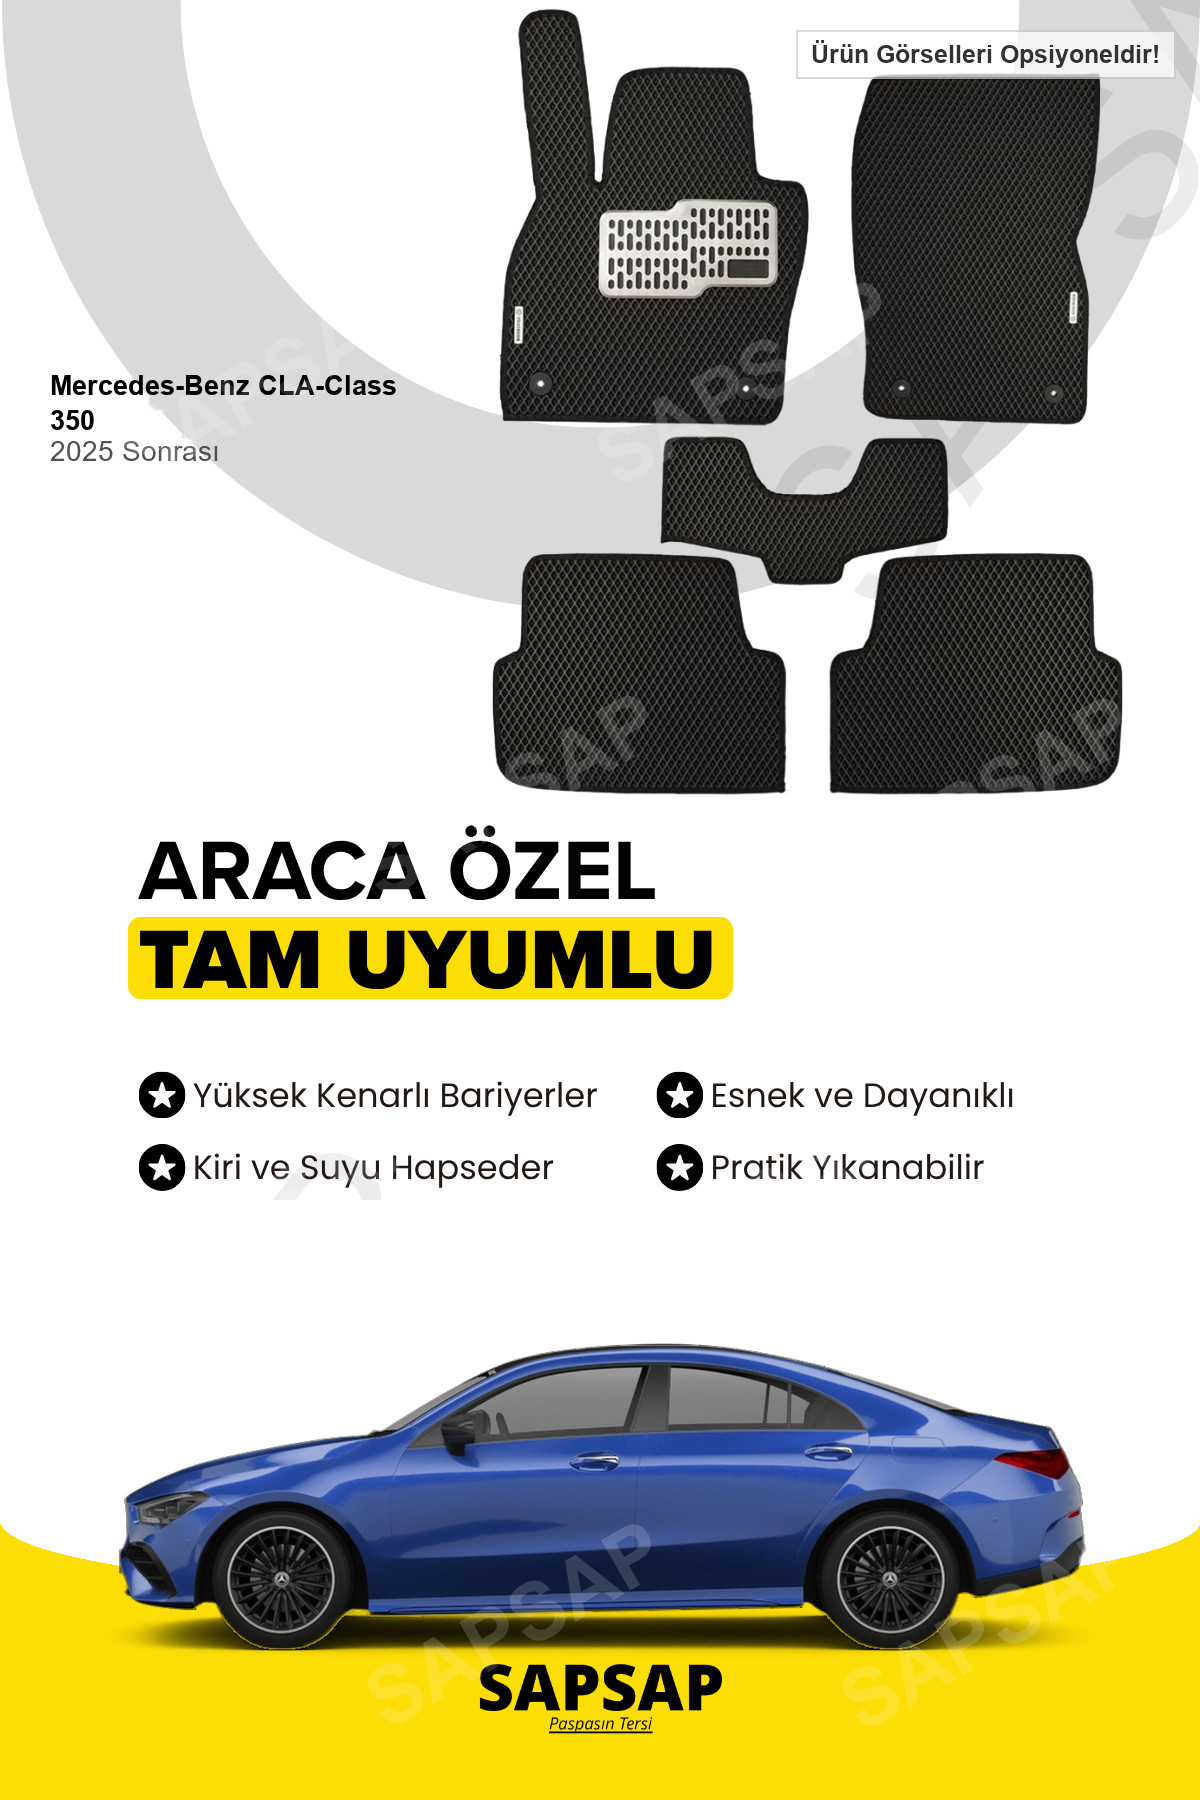 Ürün Görselleri Opsiyoneldir!
Mercedes-Benz CLA-Class
350
2025 Sonrası
ARACA ÖZEL
TAM UYUMLU
Yüksek Kenarlı Bariyerler
Esnek ve Dayanıklı
Kiri ve Suyu Hapseder
Pratik Yıkanabilir
SAPSAP
Paspasın Tersi